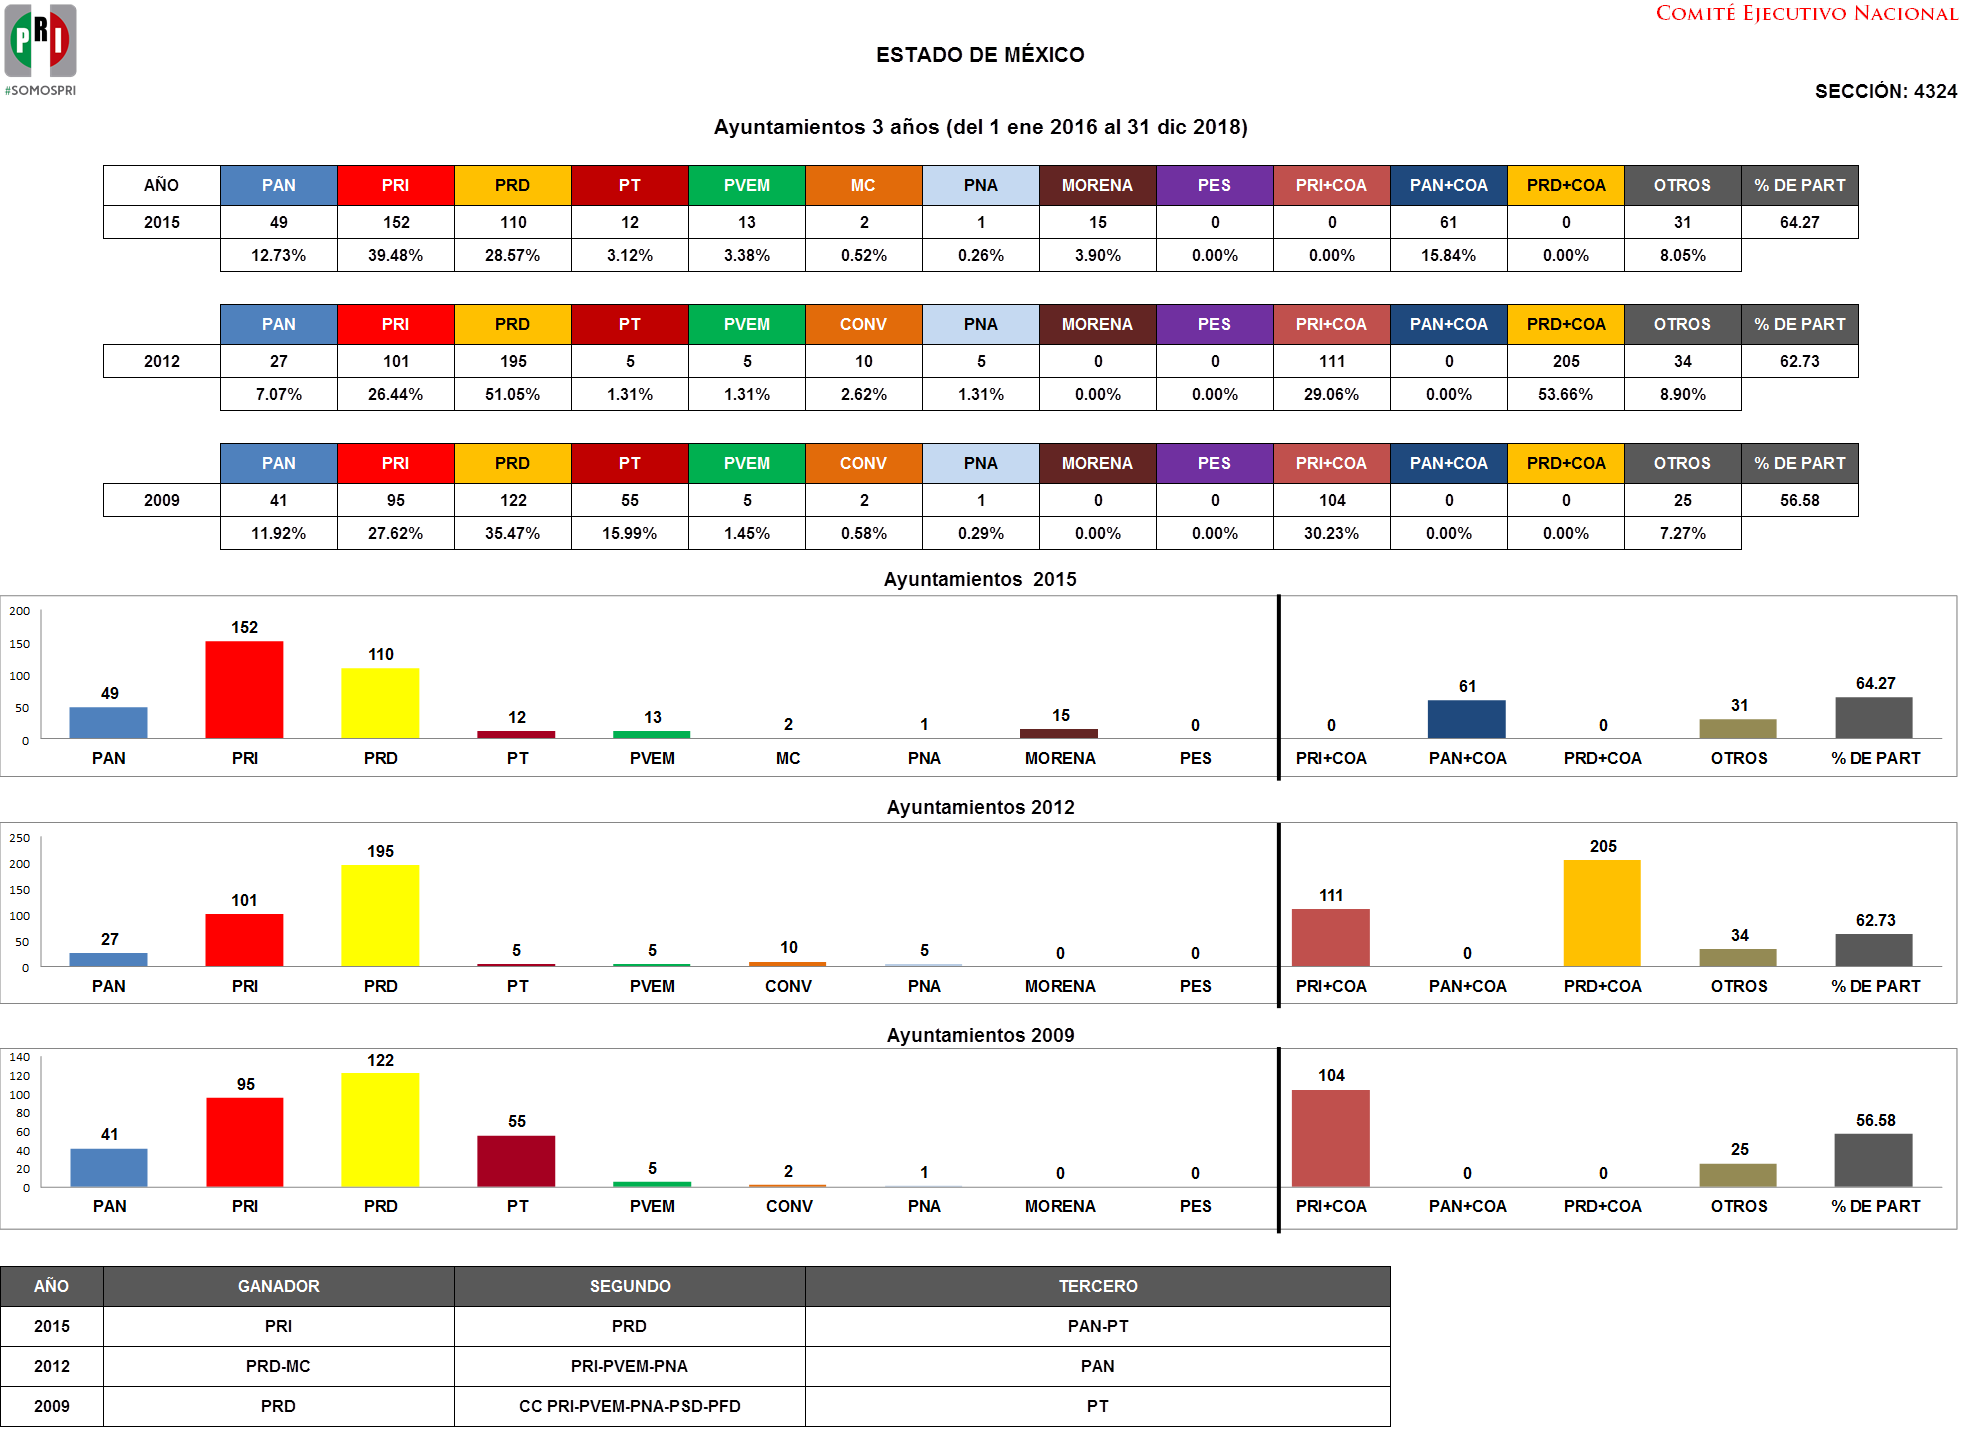 PRI
#SOMOSPRI
COMITÉ EJECUTIVO NACIONAL
ESTADO DE MÉXICO
SECCIÓN: 4324
Ayuntamientos 3 años (del 1 ene 2016 al 31 dic 2018)
AÑO PAN PRI PRD PT PVEM MC PNA MORENA PES PRI+COA PAN+COA PRD+COA OTROS % DE PART
2015 49 152 110 12 13 2 1 15 0 0 61 0 31 64.27
12.73% 39.48% 28.57% 3.12% 3.38% 0.52% 0.26% 3.90% 0.00% 0.00% 15.84% 0.00% 8.05%
PAN PRI PRD PT PVEM CONV PNA MORENA PES PRI+COA PAN+COA PRD+COA OTROS % DE PART
2012 27 101 195 5 5 10 5 0 0 111 0 205 34 62.73
7.07% 26.44% 51.05% 1.31% 1.31% 2.62% 1.31% 0.00% 0.00% 29.06% 0.00% 53.66% 8.90%
PAN PRI PRD PT PVEM CONV PNA MORENA PES PRI+COA PAN+COA PRD+COA OTROS % DE PART
2009 41 95 122 55 5 2 1 0 0 104 0 0 25 56.58
11.92% 27.62% 35.47% 15.99% 1.45% 0.58% 0.29% 0.00% 0.00% 30.23% 0.00% 0.00% 7.27%
Ayuntamientos 2015
200
150
100
50
0
49 152 110 12 13 2 1 15 0 0 61 0 31 64.27
PAN PRI PRD PT PVEM MC PNA MORENA PES PRI+COA PAN+COA PRD+COA OTROS % DE PART
Ayuntamientos 2012
250
200
150
100
50
0
27 101 195 5 5 10 5 0 0 111 0 205 34 62.73
PAN PRI PRD PT PVEM CONV PNA MORENA PES PRI+COA PAN+COA PRD+COA OTROS % DE PART
Ayuntamientos 2009
140
120
100
80
60
40
20
0
41 95 122 55 5 2 1 0 0 104 0 0 25 56.58
PAN PRI PRD PT PVEM CONV PNA MORENA PES PRI+COA PAN+COA PRD+COA OTROS % DE PART
AÑO GANADOR SEGUNDO TERCERO
2015 PRI PRD PAN-PT
2012 PRD-MC PRI-PVEM-PNA PAN
2009 PRD CC PRI-PVEM-PNA-PSD-PFD PT